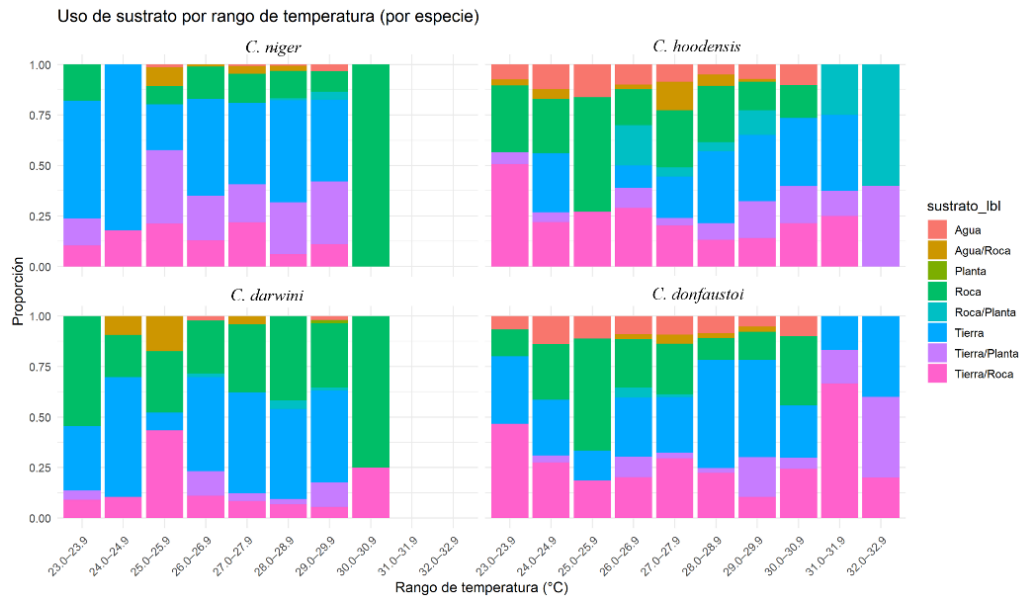 Uso de sustrato por rango de temperatura (por especie)
C. niger
C. hoodensis
1.00
0.75
0.50
0.25
0.00
C. darwini
C. donfaustoi
1.00
0.75
0.50
0.25
0.00
Proporción
23.0–23.9
24.0–24.9
25.0–25.9
26.0–26.9
27.0–27.9
28.0–28.9
29.0–29.9
30.0–30.9
31.0–31.9
32.0–32.9
23.0–23.9
24.0–24.9
25.0–25.9
26.0–26.9
27.0–27.9
28.0–28.9
29.0–29.9
30.0–30.9
31.0–31.9
32.0–32.9
Rango de temperatura (°C)
sustrato_lbl
Agua
Agua/Roca
Planta
Roca
Roca/Planta
Tierra
Tierra/Planta
Tierra/Roca